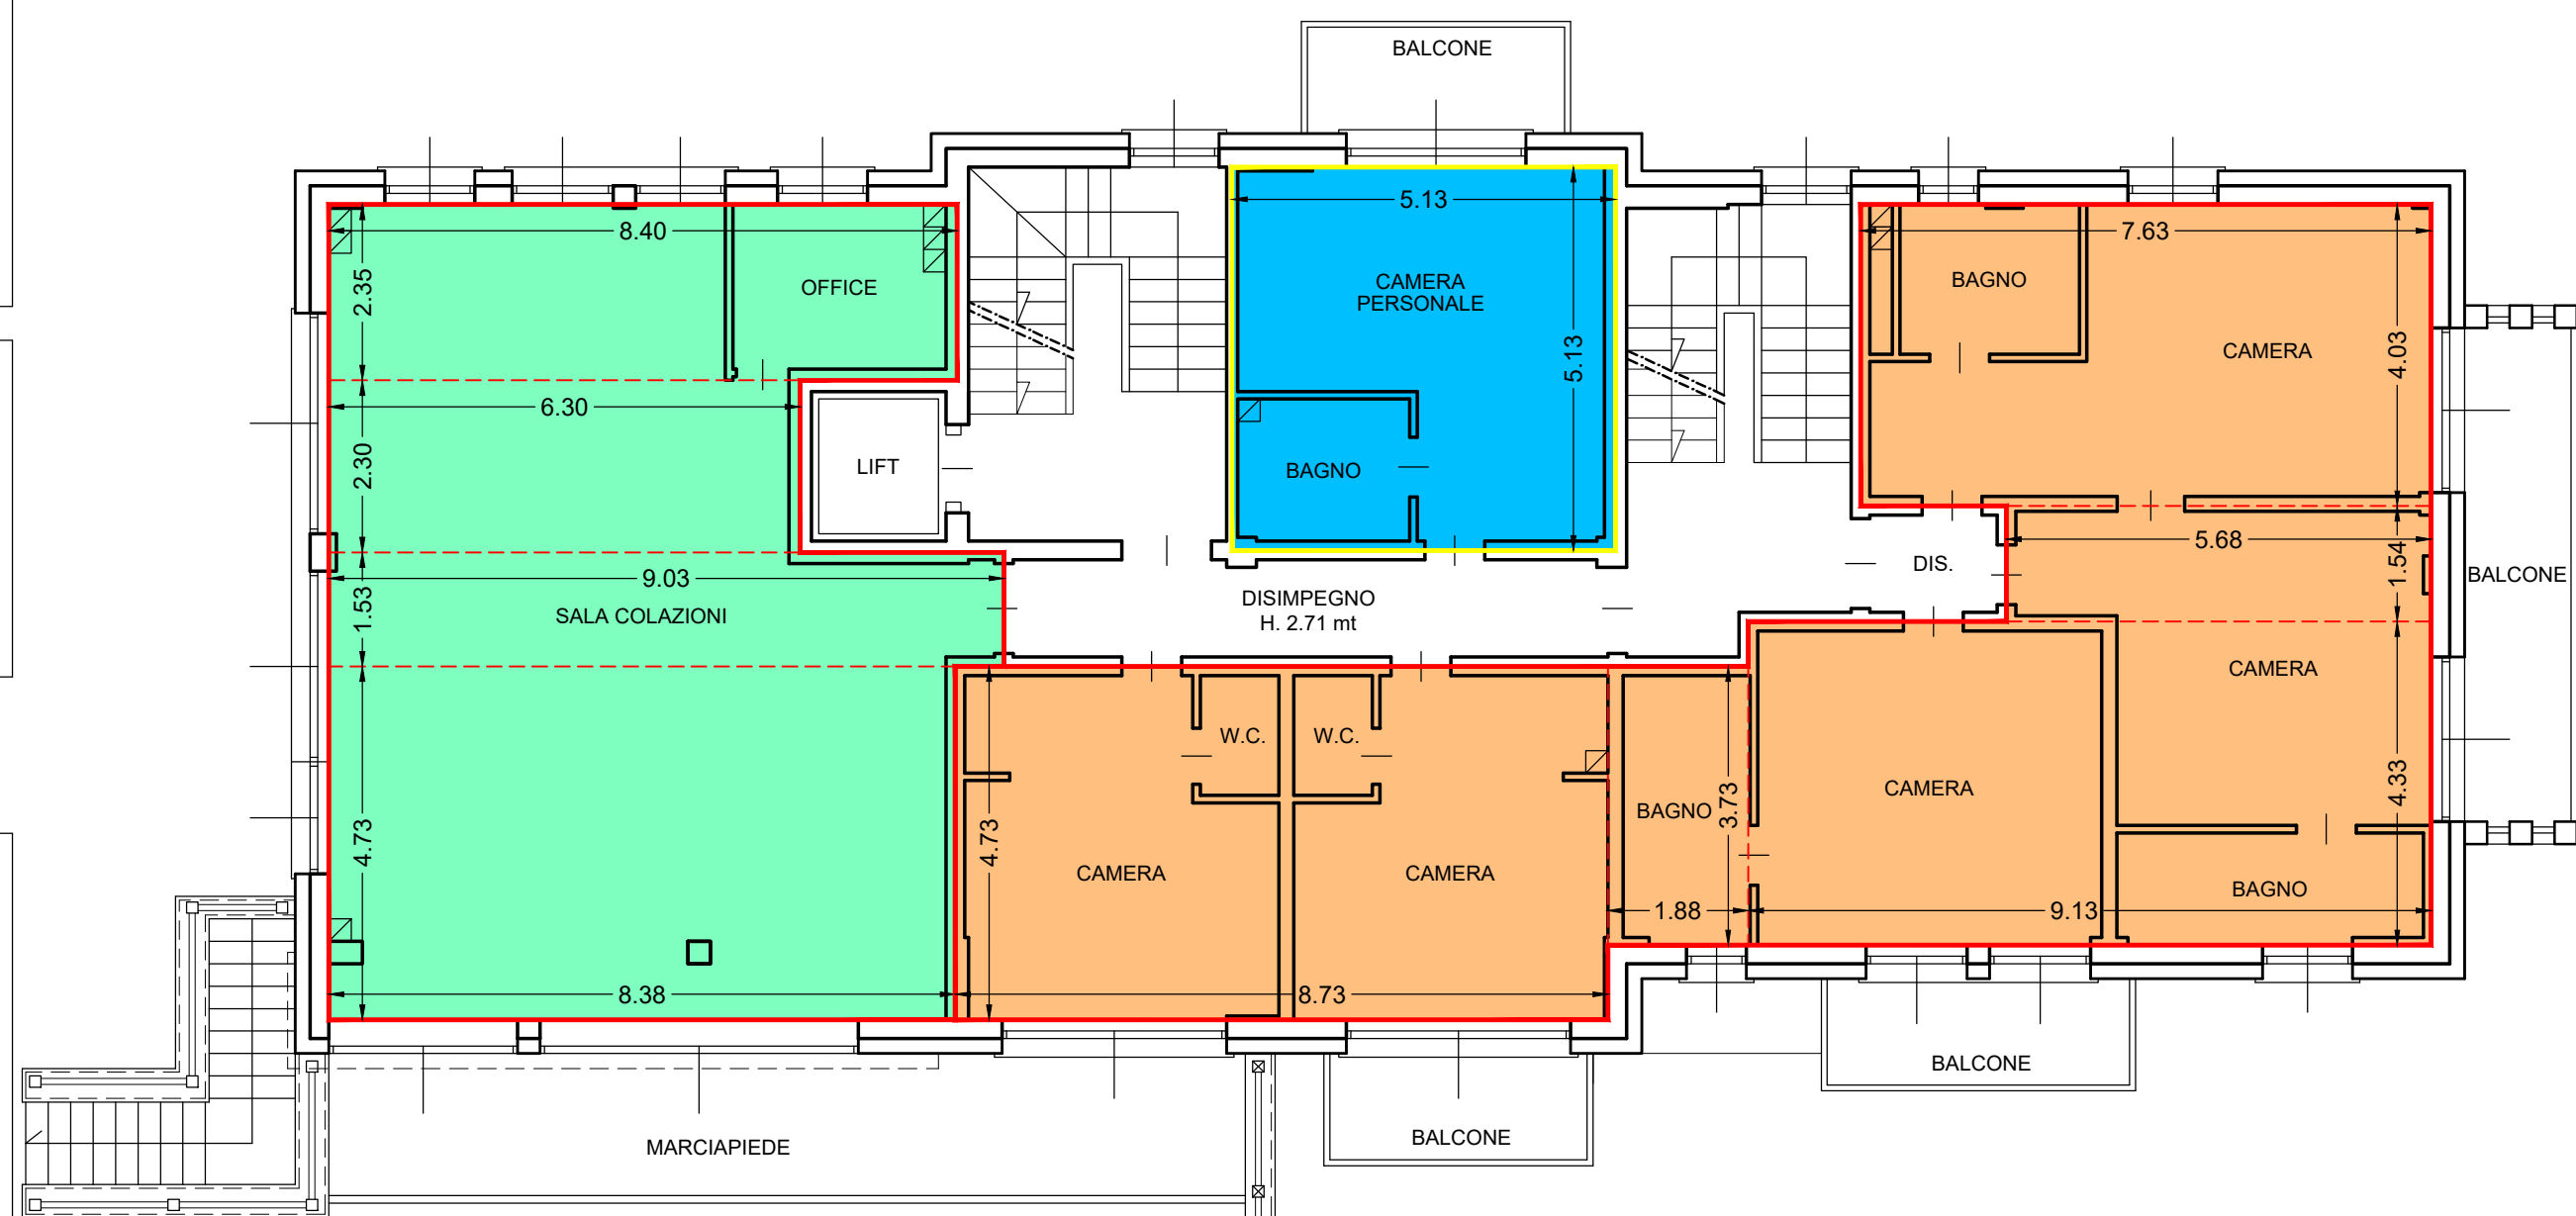 BALCONE
5.13
8.40
7.63
2.35
OFFICE
CAMERA
PERSONALE
BAGNO
5.13
4.03
CAMERA
6.30
2.30
LIFT
BAGNO
5.68
1.54
DIS.
BALCONE
9.03
1.53
SALA COLAZIONI
DISIMPEGNO
H. 2.71 mt
CAMERA
W.C.
W.C.
4.73
4.73
CAMERA
CAMERA
BAGNO
3.73
CAMERA
4.33
BAGNO
1.88
9.13
8.38
8.73
BALCONE
MARCIAPIEDE
BALCONE